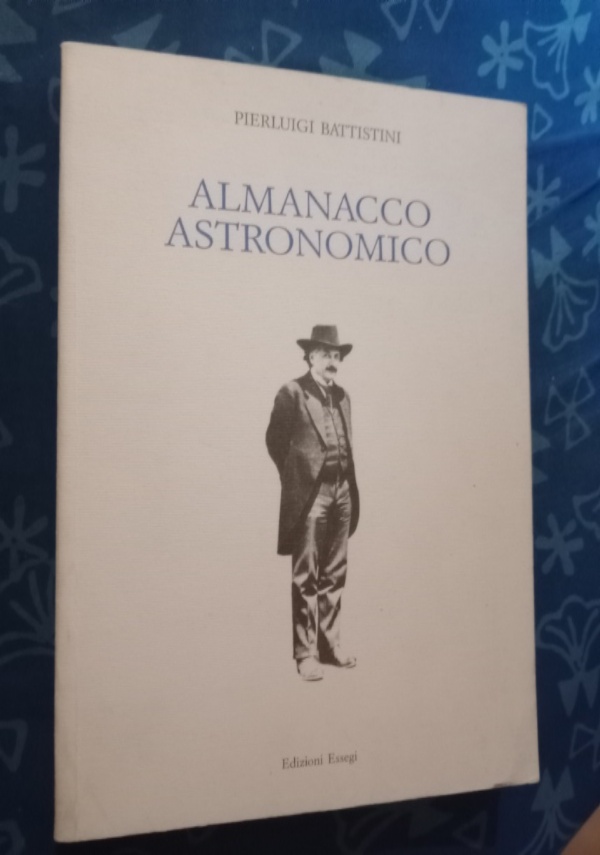 PIERLUIGI BATTISTINI
ALMANACCO
ASTRONOMICO
Edizioni Essegi